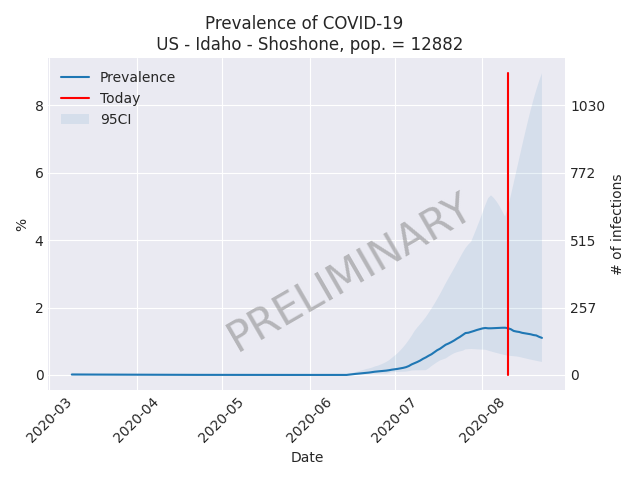 Prevalence of COVID-19
US - Idaho - Shoshone, pop. = 12882
Prevalence
Today
95CI
8
6
4
2
0
%
1030
772
515
257
0
# of infections
PRELIMINARY
2020-03
2020-04
2020-05
2020-06
2020-07
2020-08
Date